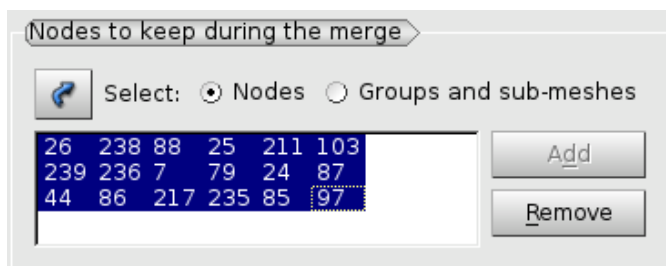 Nodes to keep during the merge
Select: Nodes Groups and sub-meshes
26 238 88 25 211 103
239 236 7 79 24 87
44 86 217 235 85 97
Add
Remove